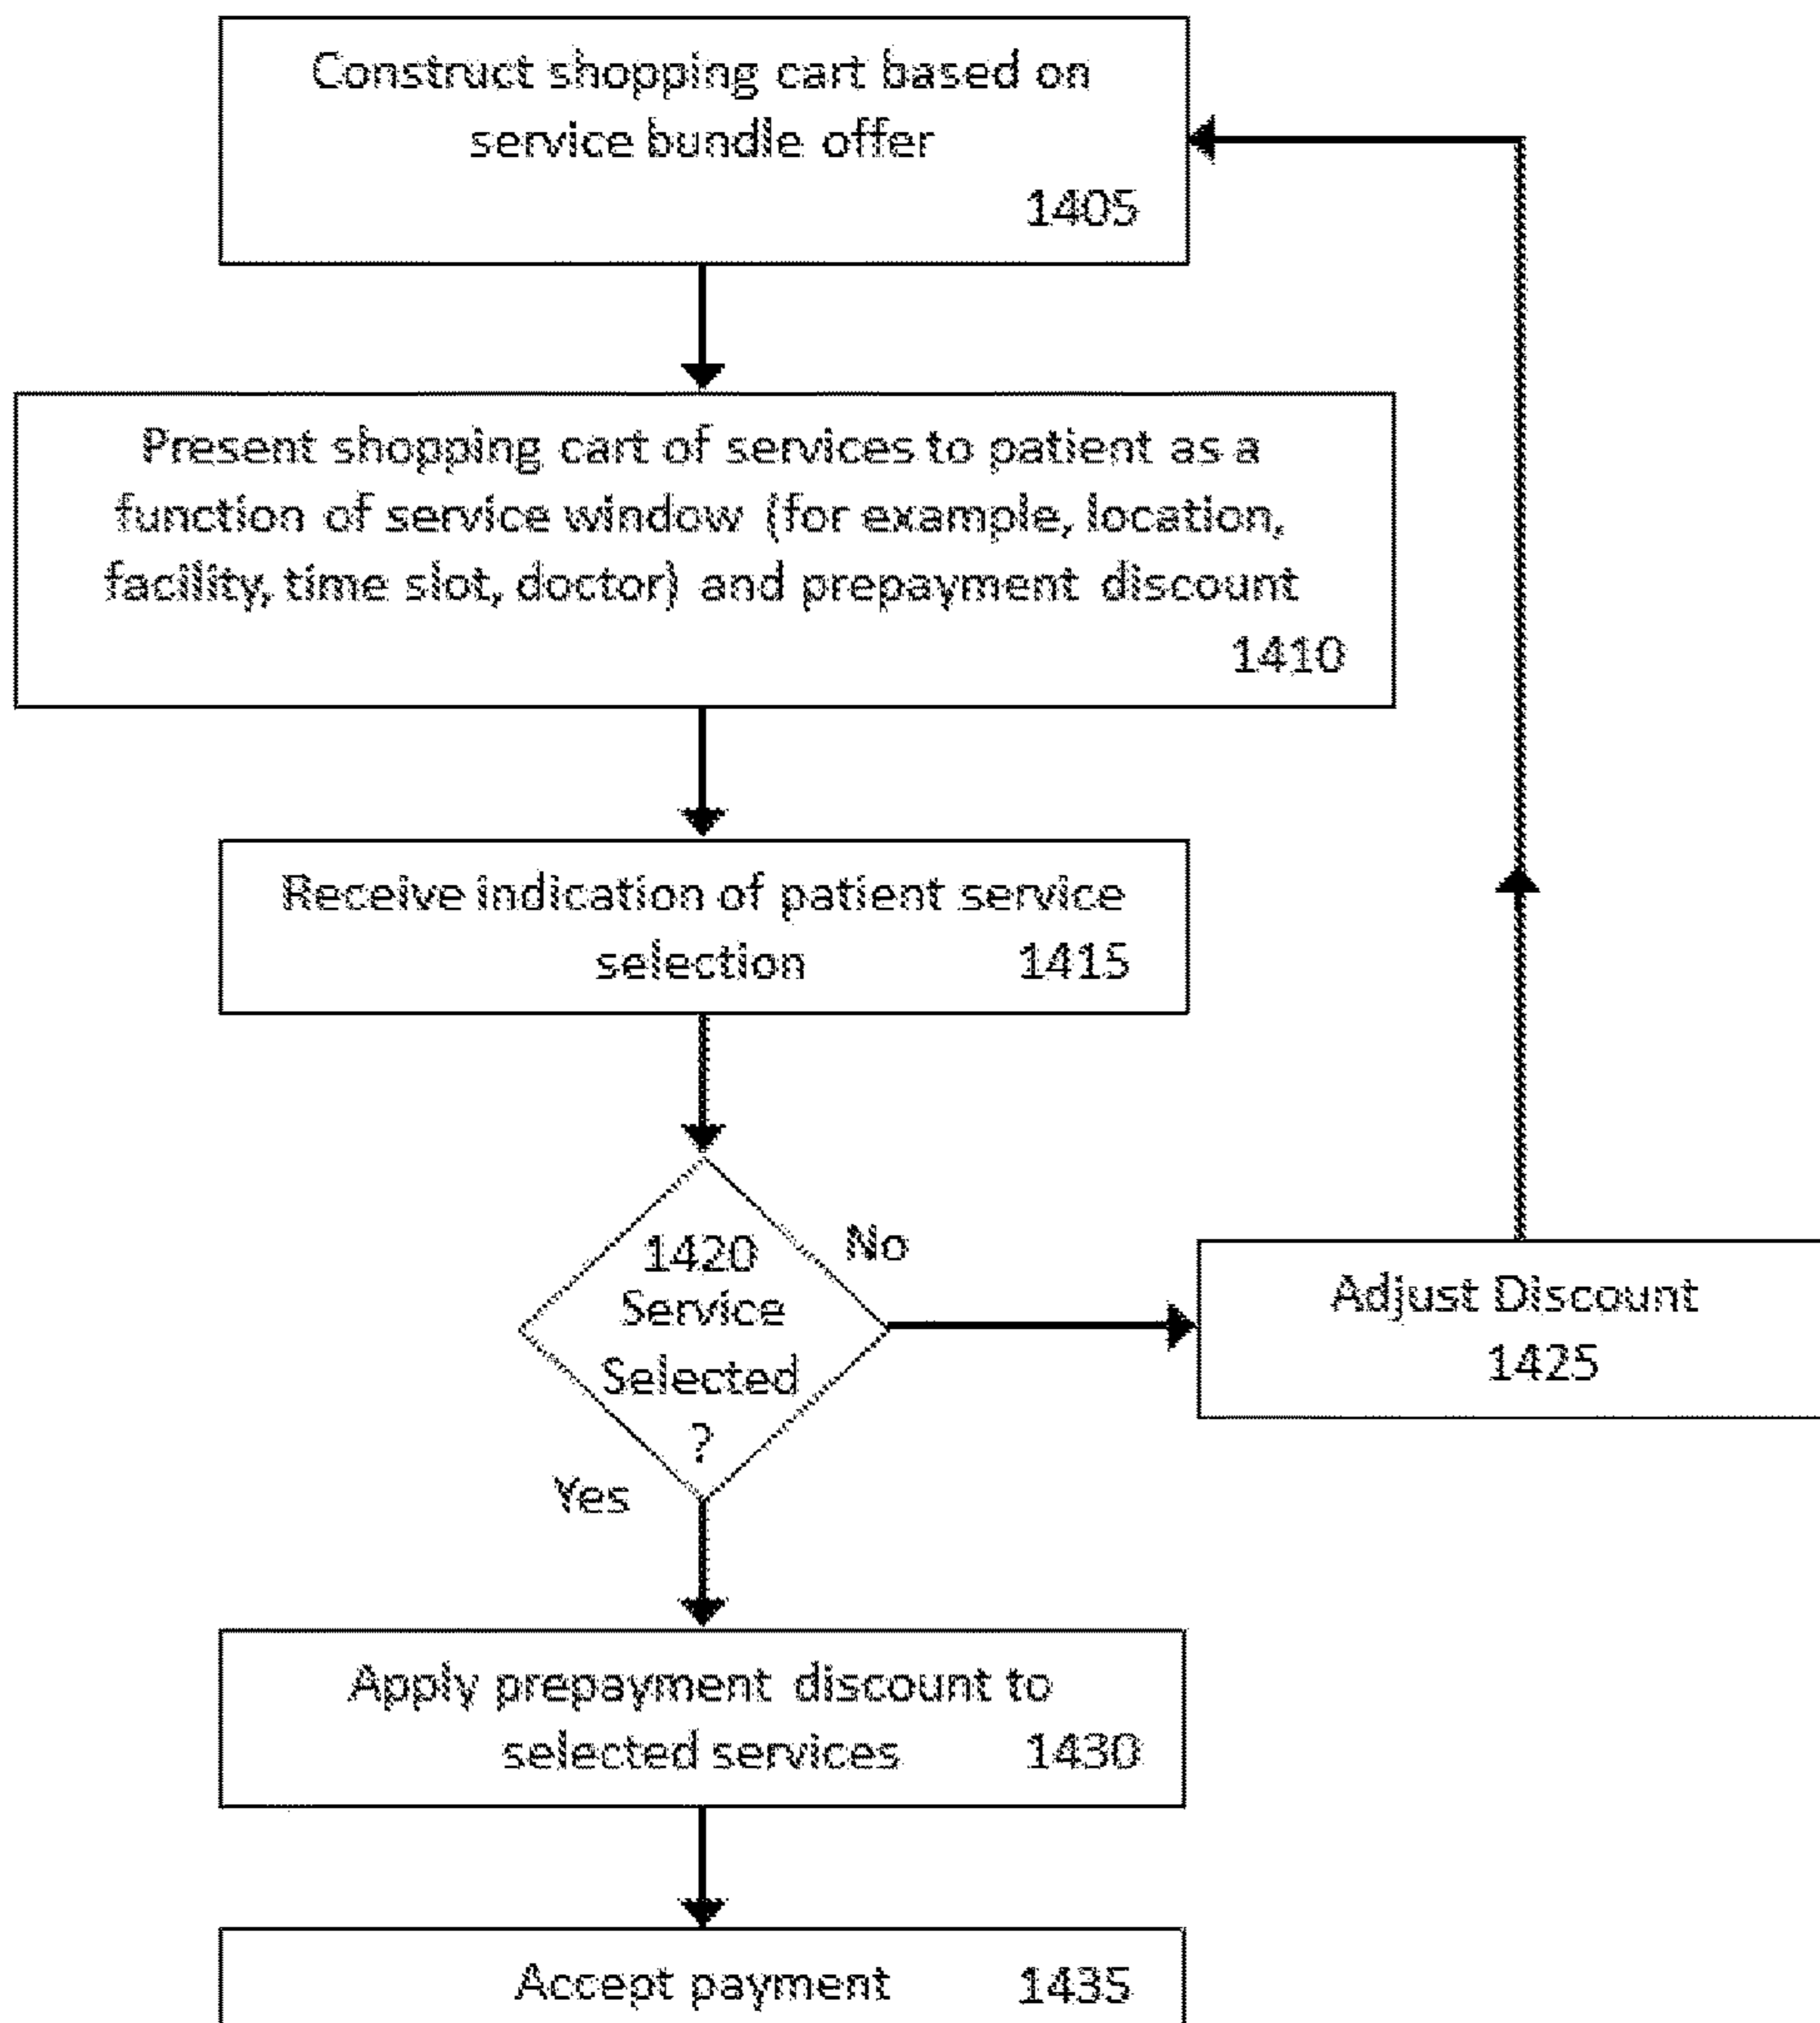 Construct shopping cart based on
service bundle offer
1405
Present shopping cart of services to patient as a
function of service window (for example, location,
facility, time slot, doctor) and prepayment discount
1410
Receive indication of patient service
selection 1415
1420
Service
Selected
?
No
Adjust Discount
1425
Yes
Apply prepayment discount to
selected services 1430
Accept payment 1435